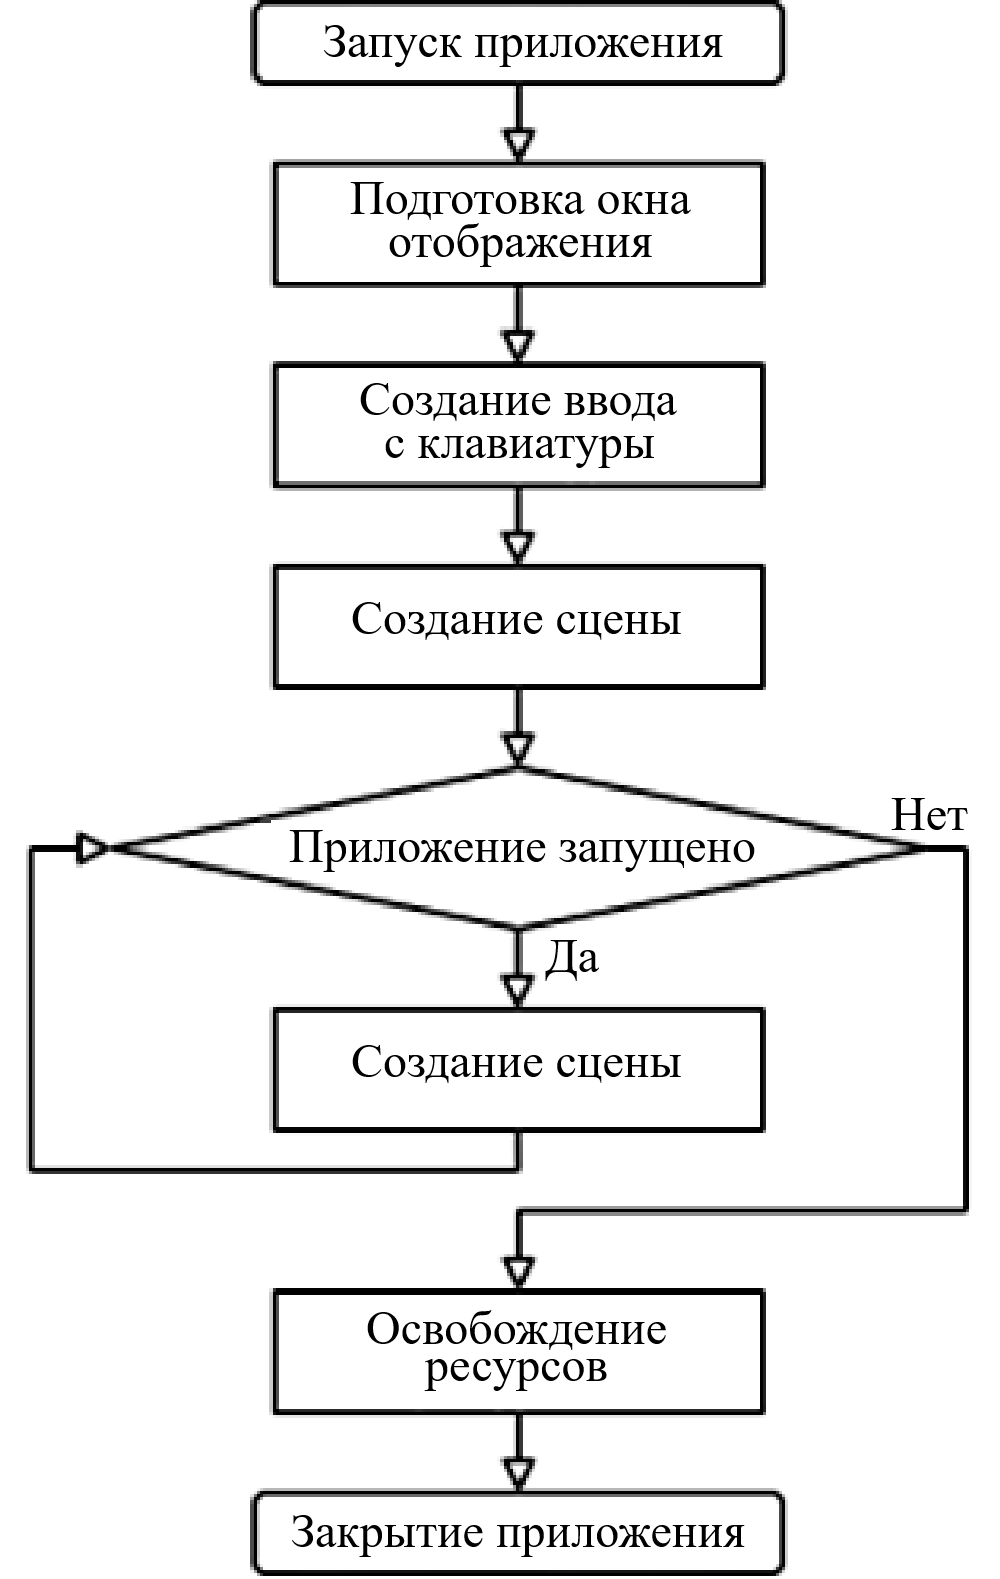 Запуск приложения
Подготовка окна
отображения
Создание ввода
с клавиатуры
Создание сцены
Нет
Приложение запущено
Да
Создание сцены
Освобождение
ресурсов
Закрытие приложения